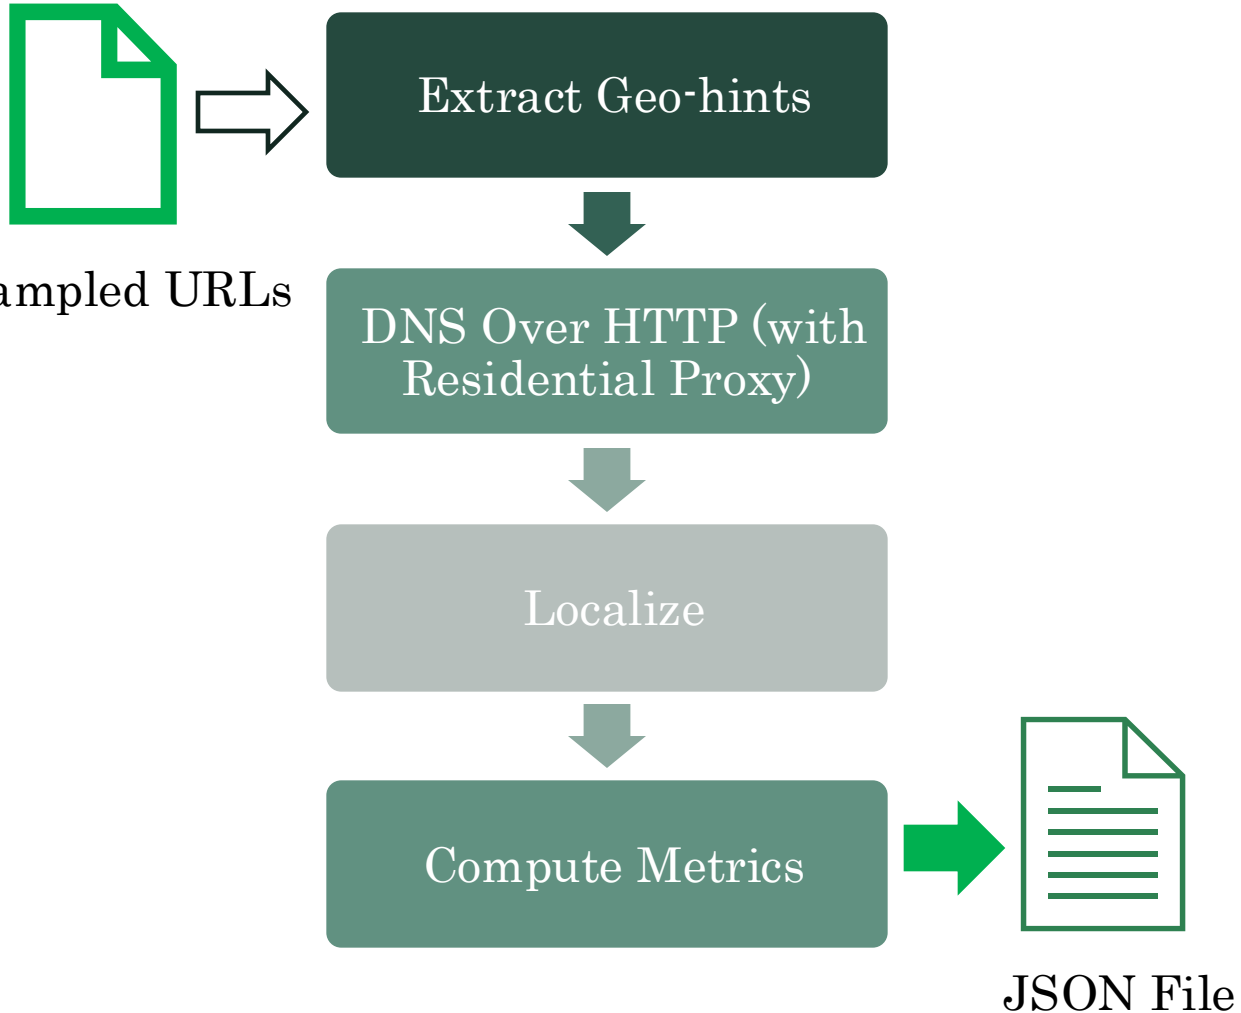 Extract Geo-hints
ampled URLs
DNS Over HTTP (with
Residential Proxy)
Localize
Compute Metrics
JSON File